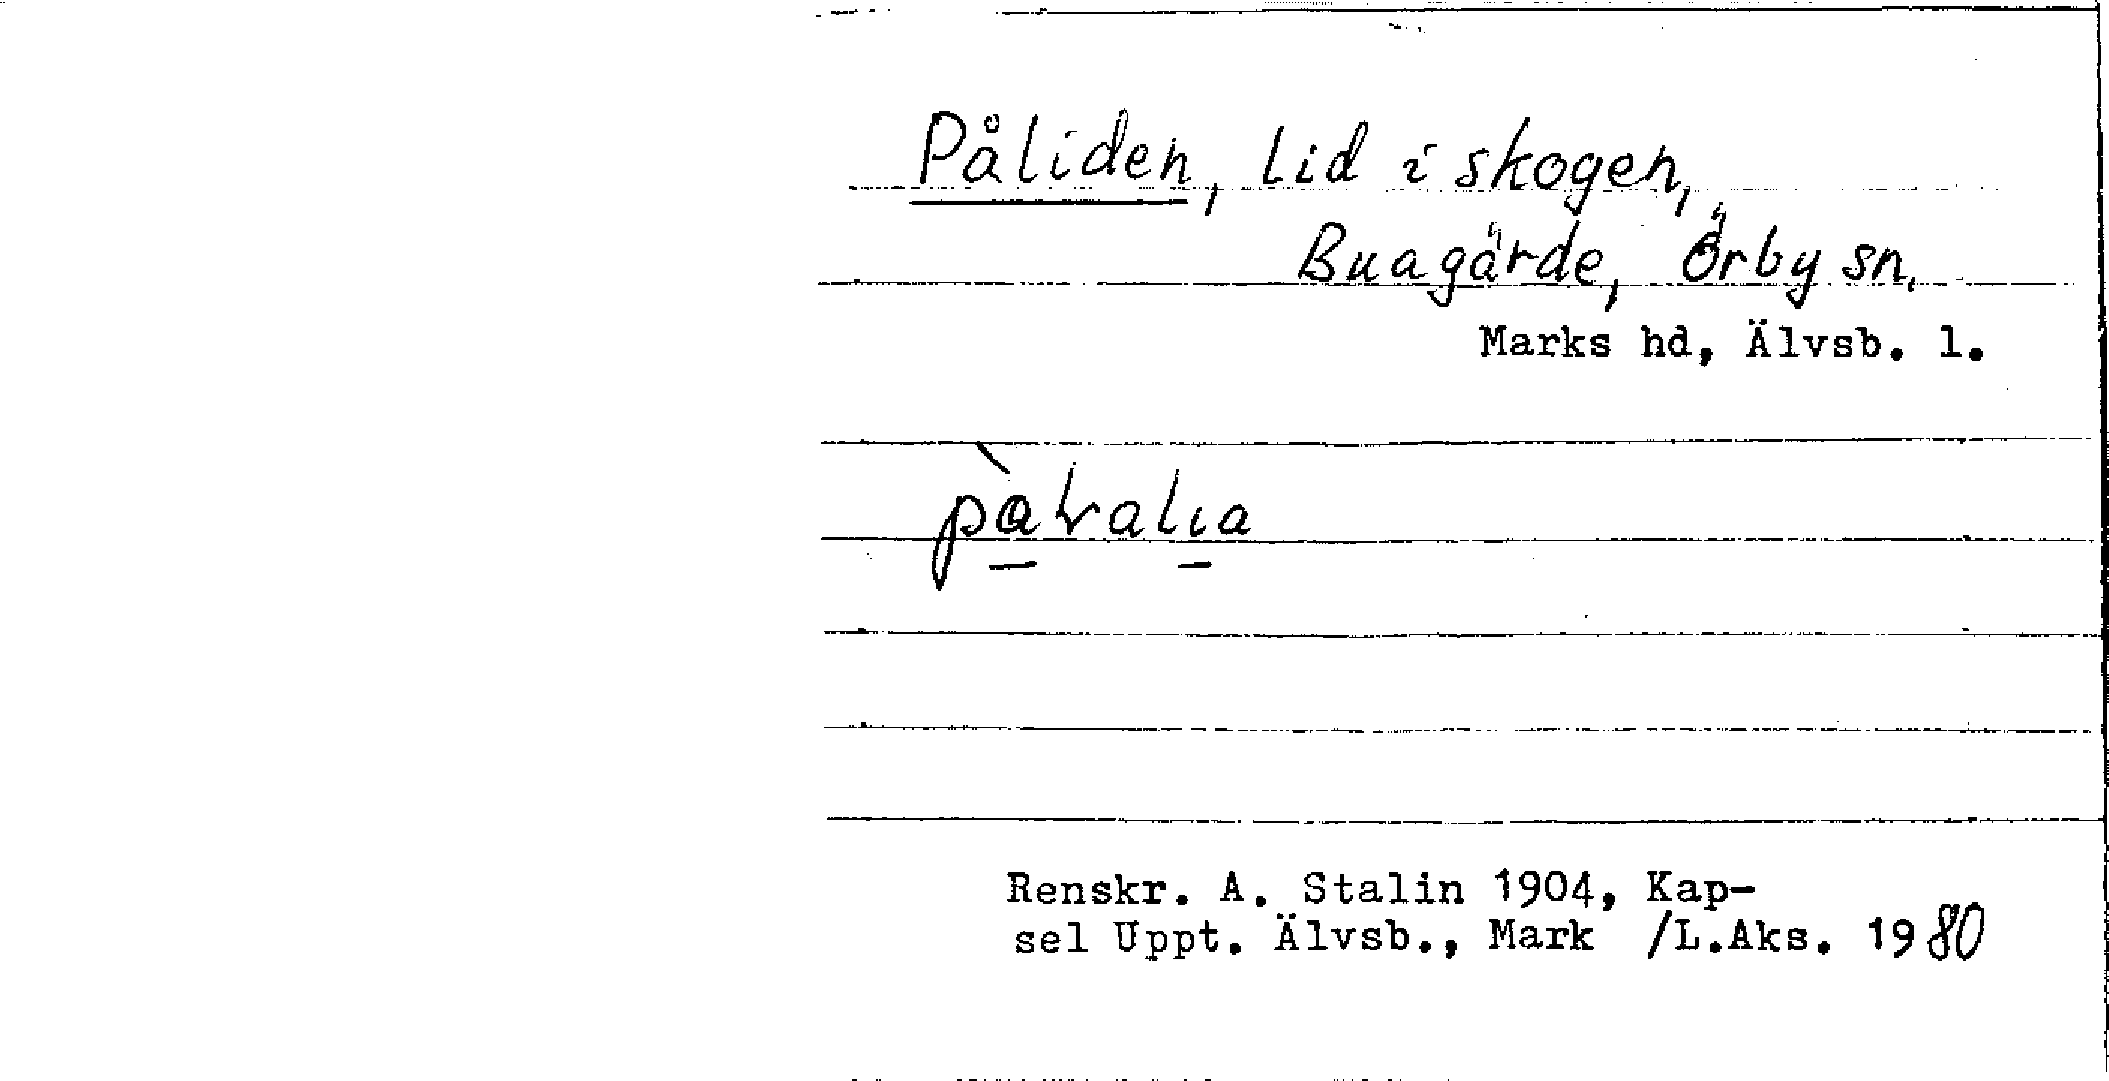 Påliden, lid i skogen,
Buagärde, Örby sn.
Marks hd, Älvsb. l.
Renskr. A. Stalin 1904, Kap-
sel Uppt. Älvsb., Mark /L.Aks. 1980